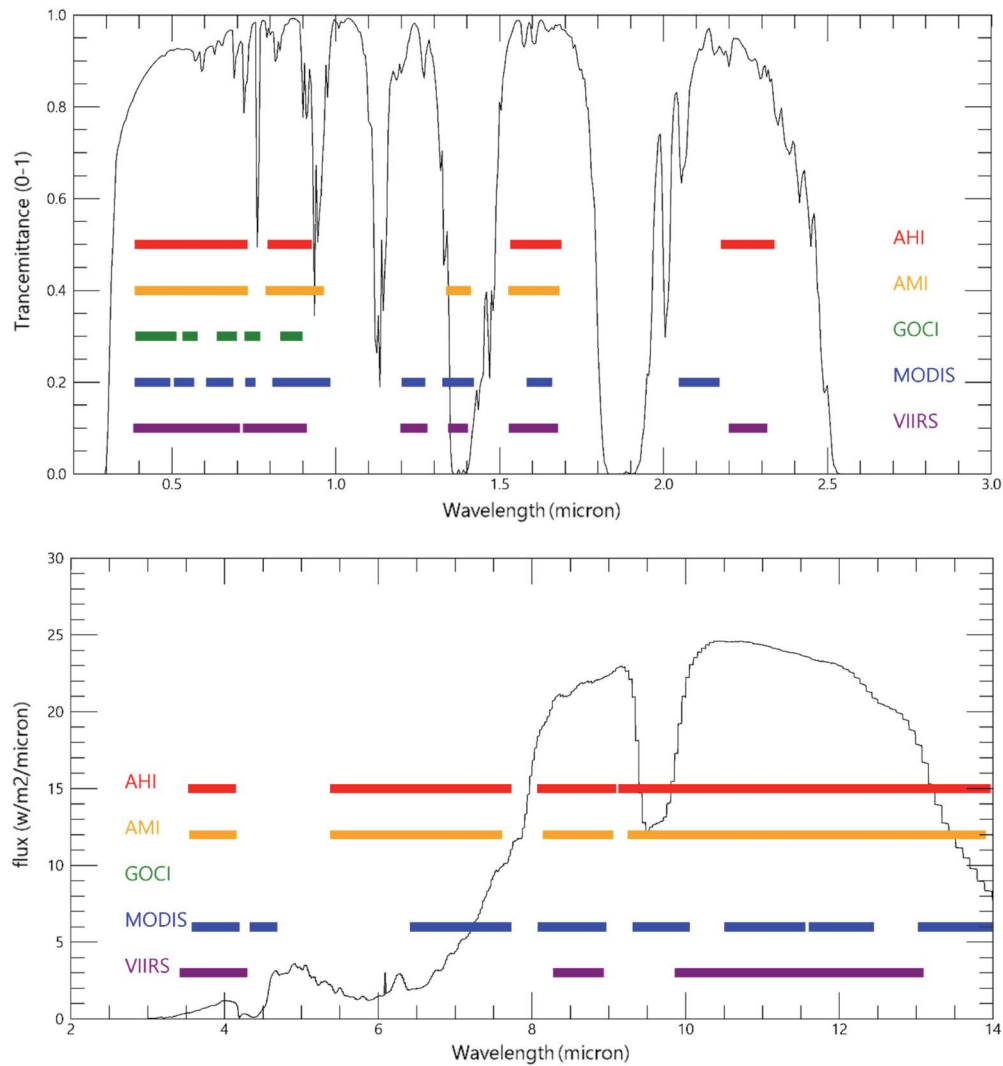 1.0
0.8
0.6
0.4
0.2
0.0
Trancemittance (0-1)
AHI
AMI
GOCI
MODIS
VIIRS
0.5 1.0 1.5 2.0 2.5 3.0
Wavelength (micron)
30
25
20
15
10
5
0
flux (w/m2/micron)
AHI
AMI
GOCI
MODIS
VIIRS
2 4 6 8 10 12 14
Wavelength (micron)